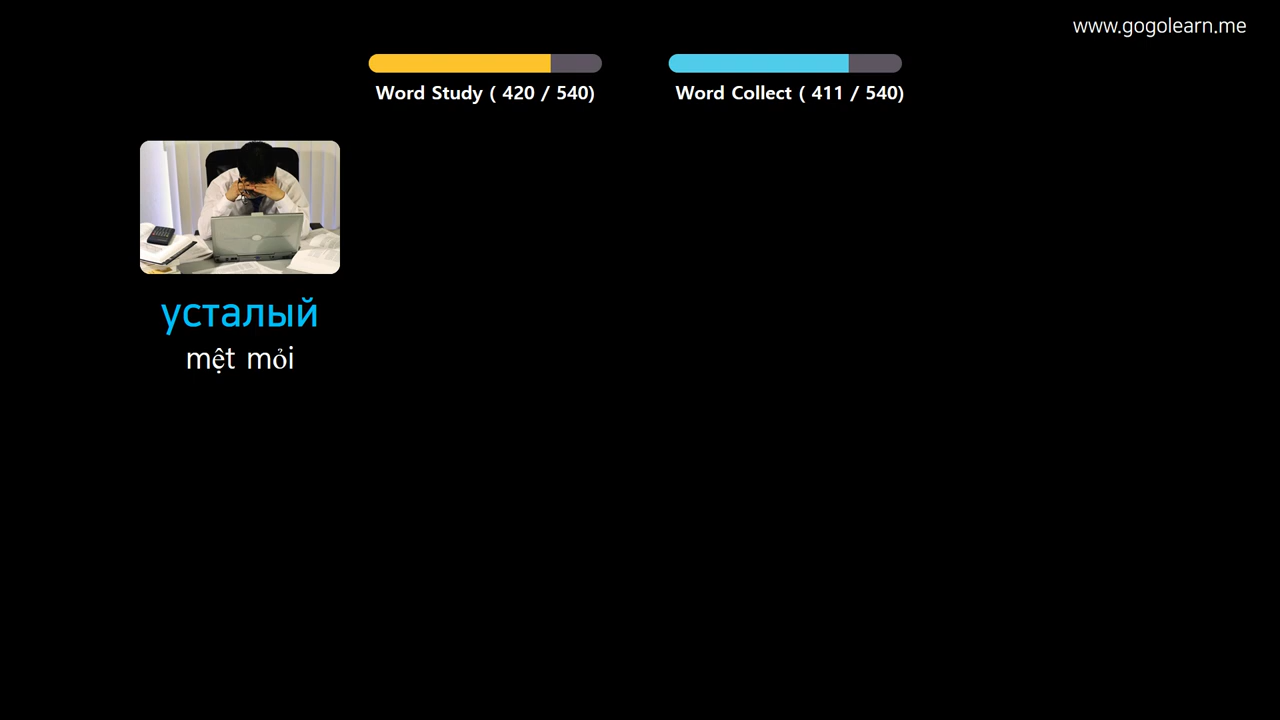 www.gogolearn.me
Word Study ( 420 / 540)
Word Collect ( 411 / 540)
усталый
mệt mỏi